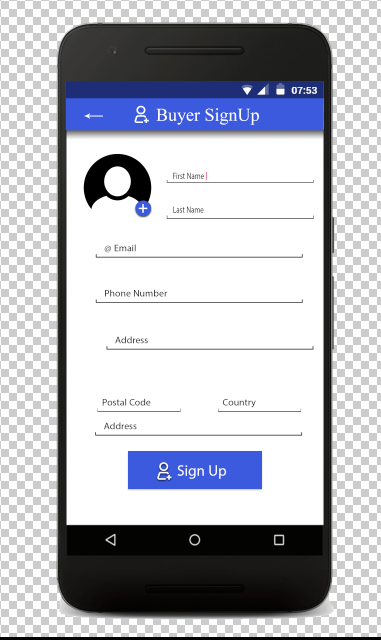 07:53
Buyer SignUp
First Name
Last Name
@ Email
Phone Number
Address
Postal Code Country
Address
Sign Up